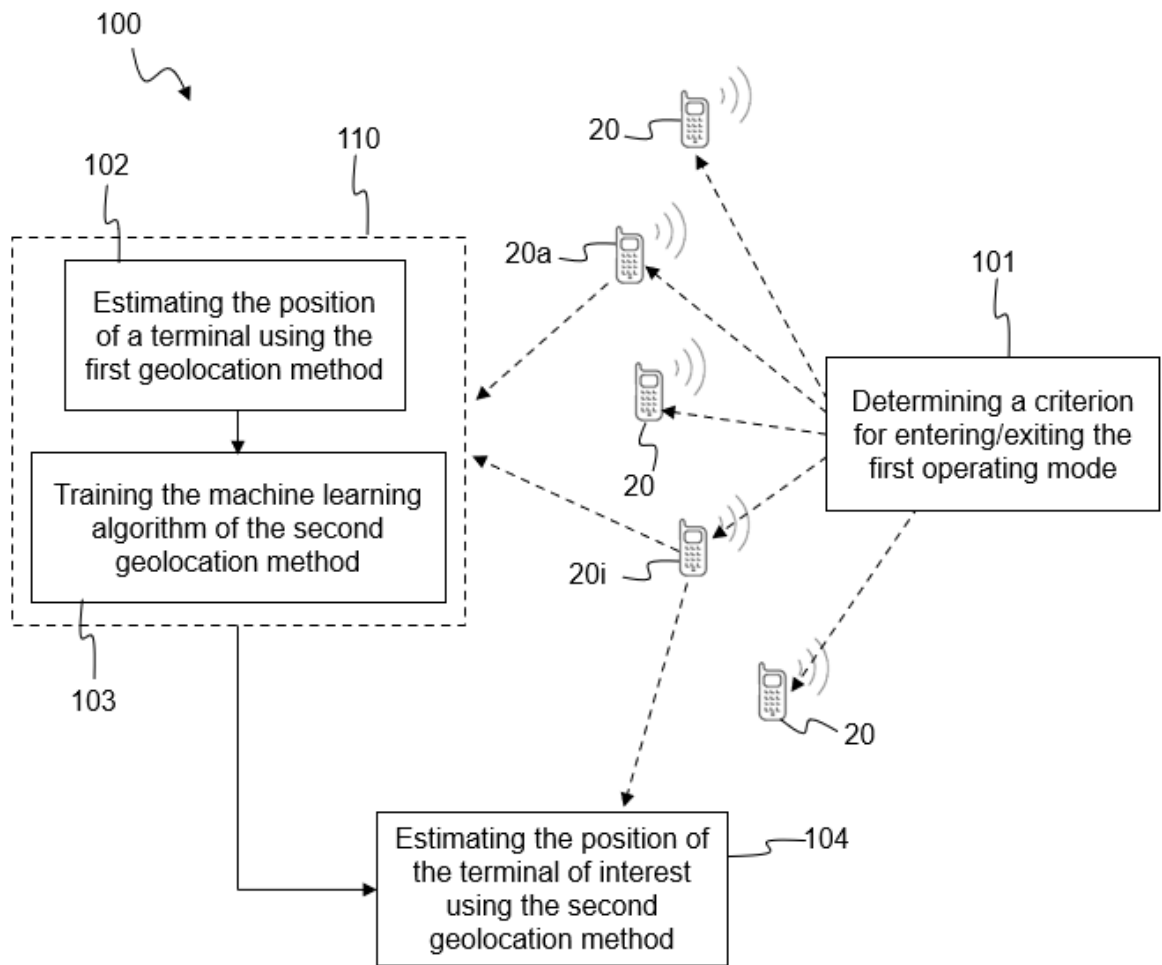 100
110
102
20
20a
101
Estimating the position
of a terminal using the
first geolocation method
Determining a criterion
for entering/exiting the
first operating mode
20
Training the machine learning
algorithm of the second
geolocation method
20i
103
20
Estimating the position of
the terminal of interest
using the second
geolocation method
104